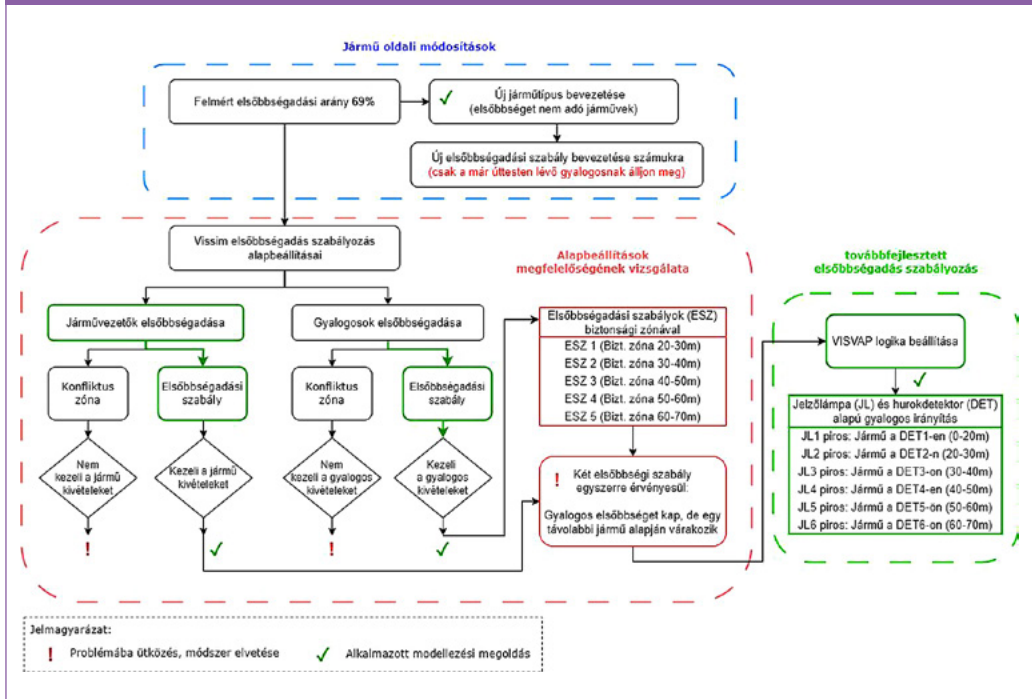 Jármű oldali módosítások
Felmért elsőbbségadási arány 69%
Új járműtípus bevezetése
(elsőbbséget nem adó járművek)
Új elsőbbségadási szabály bevezetése számukra
(csak a már úttesten lévő gyalogosnak álljon meg)
Vissim elsőbbségadás szabályozás
alapbeállításai
Alapbeállítások
megfelelőségének vizsgálata
továbbfejlesztett
elsőbbségadás szabályozás
Járművezetők elsőbbségadása
Gyalogosok elsőbbségadása
Konfliktus
zóna
Elsőbbségadási
szabály
Konfliktus
zóna
Elsőbbségadási
szabály
Nem
kezeli a jármű
kivételeket
Kezeli a jármű
kivételeket
Nem
kezeli a gyalogos
kivételeket
Kezeli
a gyalogos
kivételeket
!
!
Elsőbbségadási szabályok (ESZ)
biztonsági zónával
ESZ 1 (Bizt. zóna 20-30m)
ESZ 2 (Bizt. zóna 30-40m)
ESZ 3 (Bizt. zóna 40-50m)
ESZ 4 (Bizt. zóna 50-60m)
ESZ 5 (Bizt. zóna 60-70m)
! Két elsőbbségi szabály
egyszerre érvényesül:
Gyalogos elsőbbséget kap, de egy
távolabbi jármű alapján várakozik
VISVAP logika beállítása
Jelzőlámpa (JL) és hurokdetektor (DET)
alapú gyalogos irányítás
JL1 piros: Jármű a DET1-en (0-20m)
JL2 piros: Jármű a DET2-n (20-30m)
JL3 piros: Jármű a DET3-on (30-40m)
JL4 piros: Jármű a DET4-en (40-50m)
JL5 piros: Jármű a DET5-ön (50-60m)
JL6 piros: Jármű a DET6-on (60-70m)
Jelmagyarázat:
! Problémába ütközés, módszer elvetése
✓ Alkalmazott modellezési megoldás